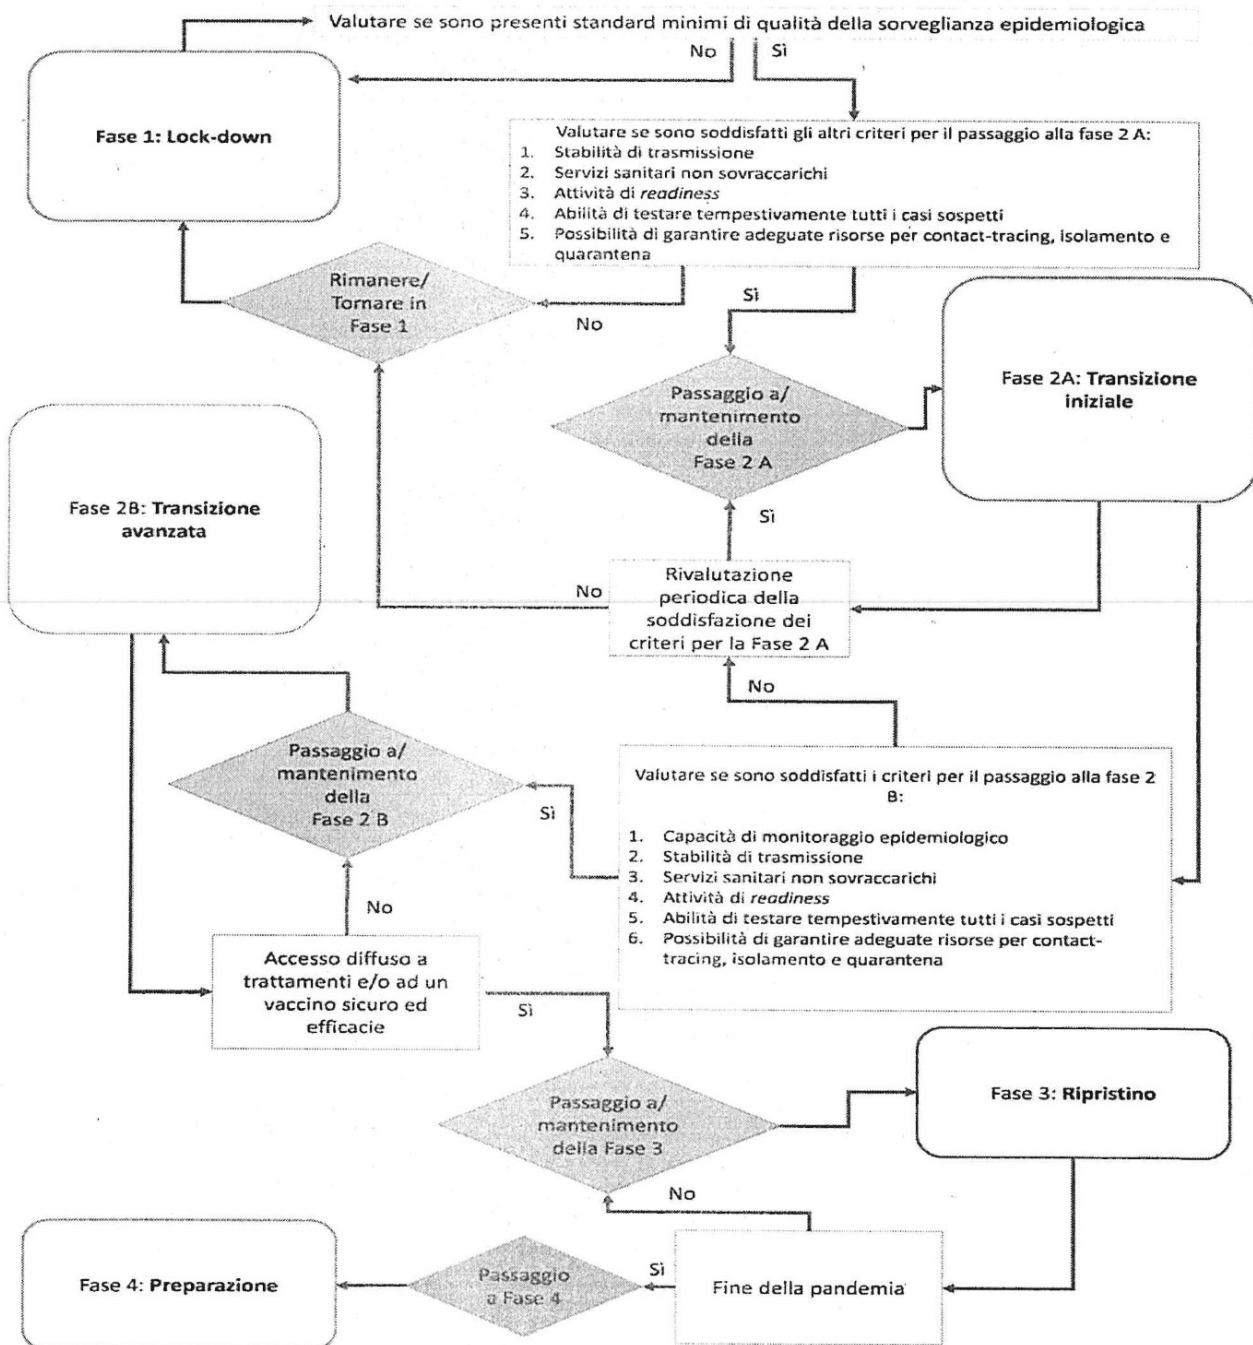 Valutare se sono presenti standard minimi di qualità della sorveglianza epidemiologica
No
Sì
Fase 1: Lock-down
Valutare se sono soddisfatti gli altri criteri per il passaggio alla fase 2 A:
1. Stabilità di trasmissione
2. Servizi sanitari non sovraccarichi
3. Attività di readiness
4. Abilità di testare tempestivamente tutti i casi sospetti
5. Possibilità di garantire adeguate risorse per contact-tracing, isolamento e
quarantena
Rimanere/
Tornare in
Fase 1
No
Sì
Passaggio a/
mantenimento
della
Fase 2 A
Fase 2A: Transizione
iniziale
Fase 2B: Transizione
avanzata
Sì
No
Rivalutazione
periodica della
soddisfazione dei
criteri per la Fase 2 A
No
Passaggio a/
mantenimento
della
Fase 2 B
Sì
Valutare se sono soddisfatti i criteri per il passaggio alla fase 2
B:
1. Capacità di monitoraggio epidemiologico
2. Stabilità di trasmissione
3. Servizi sanitari non sovraccarichi
4. Attività di readiness
5. Abilità di testare tempestivamente tutti i casi sospetti
6. Possibilità di garantire adeguate risorse per contact-
tracing, isolamento e quarantena
No
Accesso diffuso a
trattamenti e/o ad un
vaccino sicuro ed
efficacie
Sì
Passaggio a/
mantenimento
della Fase 3
Fase 3: Ripristino
No
Fase 4: Preparazione
Passaggio
a Fase 4
Sì
Fine della pandemia